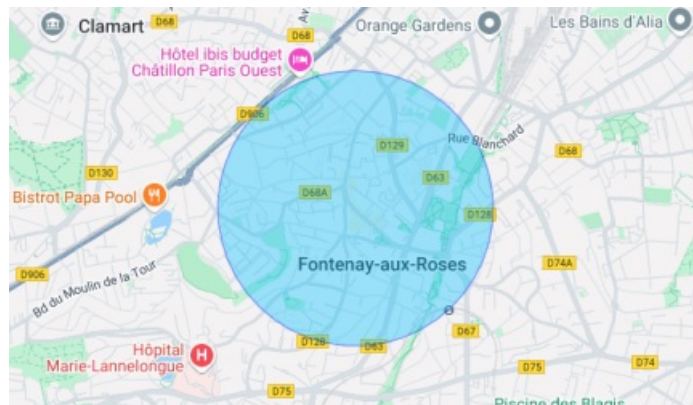 Clamart
D68
Av.
D68
Orange Gardens
Les Bains d'Alia
Hôtel ibis budget
Châtillon Paris Ouest
D906
Rue Blanchard
D129
D68
D130
D63
D68A
Bistrot Papa Pool
D128
Fontenay-aux-Roses
D74A
D906
Bd du Moulin de la Tour
D67
D128
D63
Hôpital
Marie-Lannelongue
H
D75
D74
D75
Piscine des Blagis